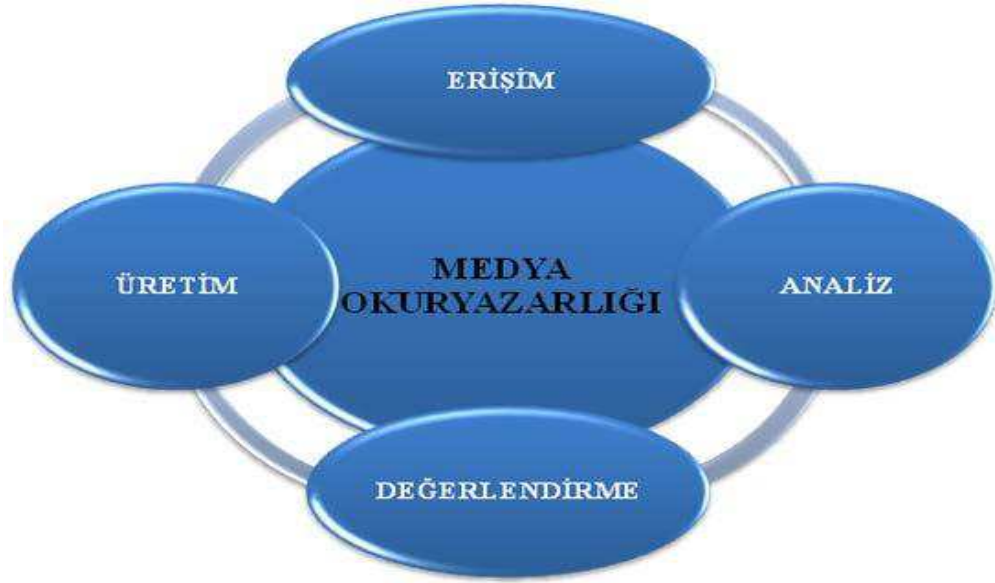 ERİŞİM
ÜRETİM
MEDYA
OKURYAZARLIĞI
ANALİZ
DEĞERLENDİRME